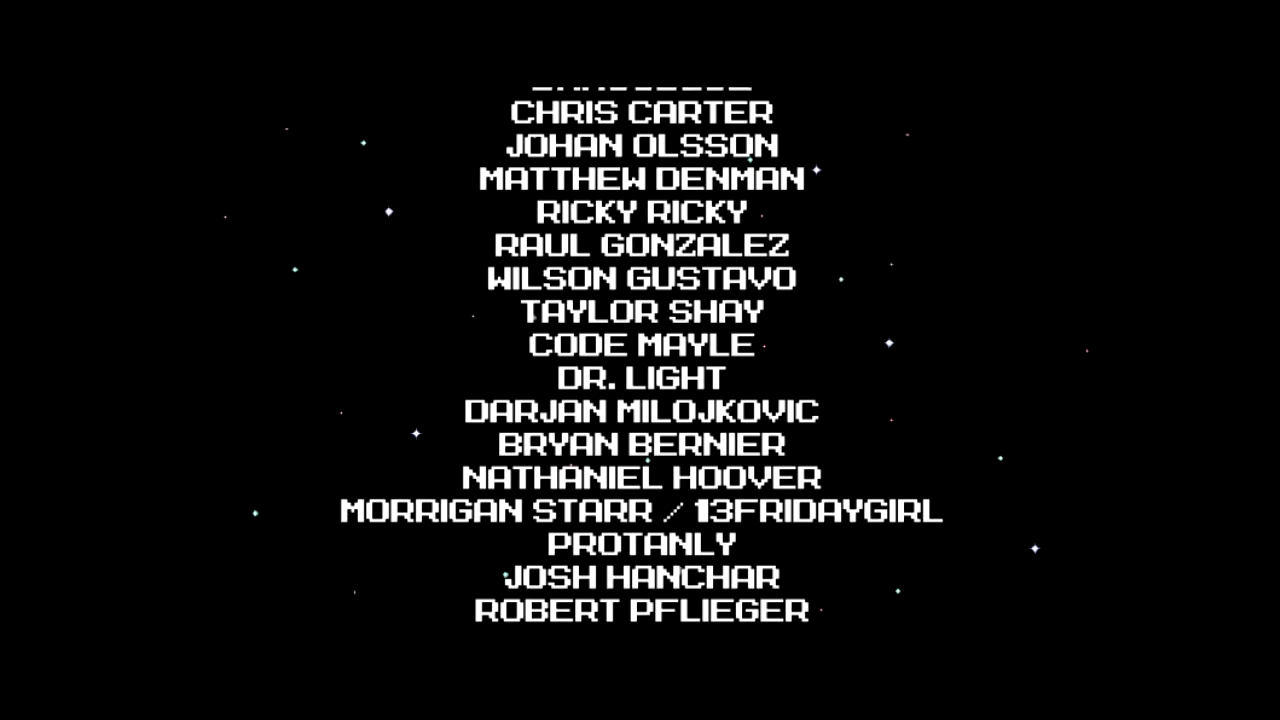 CHRIS CARTER
JOHAN OLSSON
MATTHEW DENMAN
RICKY RICKY
RAUL GONZALEZ
WILSON GUSTAVO
TAYLOR SHAY
CODE MAYLE
DR. LIGHT
DARJAN MILOJKOVIC
BRYAN BERNIER
NATHANIEL HOOVER
MORRIGAN STARR / 13FRIDAYGIRL
PROTANLY
JOSH HANCHAR
ROBERT PFLIEGER